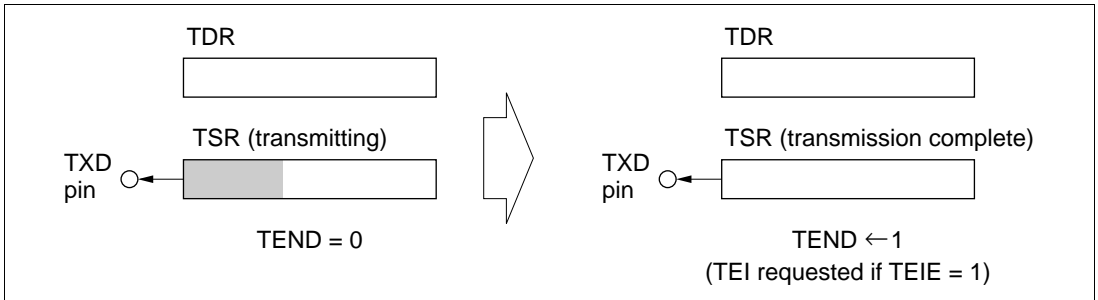 TDR
TSR (transmitting)
TXD
pin
TEND = 0
TDR
TSR (transmission complete)
TXD
pin
TEND ← 1
(TEI requested if TEIE = 1)